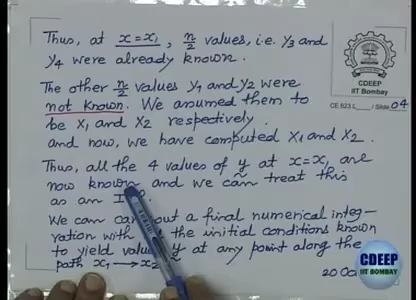 Thus, at x = x₁, n/2 values, i.e. y₃ and
y₄ were already known.
The other n/2 values y₁ and y₂ were
not known. We assumed them to
be X₁ and X₂ respectively.
and now, we have computed X₁ and X₂.
Thus, all the 4 values of y at x = x₁ are
now known and we can treat this
as an I
We can out a final numerical integ-
ration with the initial conditions known
to yield y at any point along the
path x₁ → x₂
CDEEP
IIT Bombay
CE 623 L / Slide 04
CDEEP
IIT Bombay
20 Oc